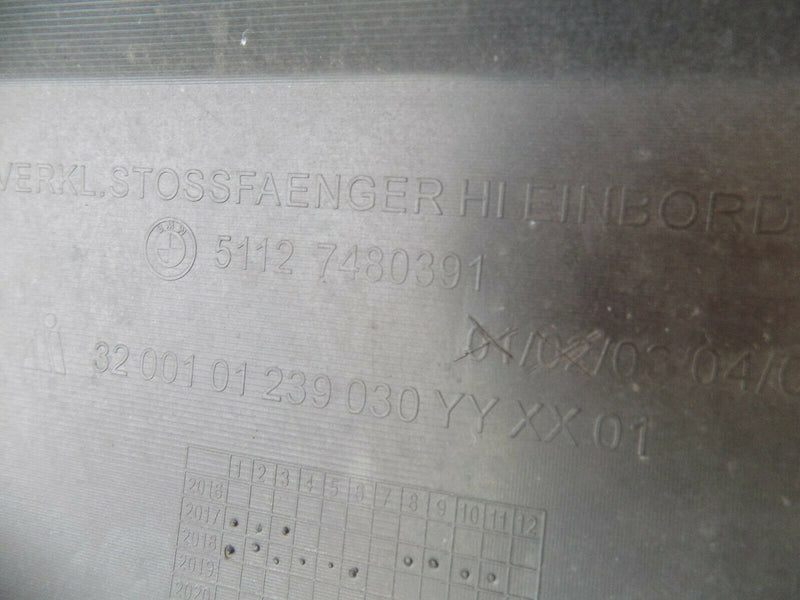 VERKL.STOSSFAENGER HI EINBORD
BMW 5112 7480391
01/02/03 04/
32 001 01 239 030 YY XX 01
1 2 3 4 5 6 7 8 9 10 11 12
2016
2017
2018
2019
2020